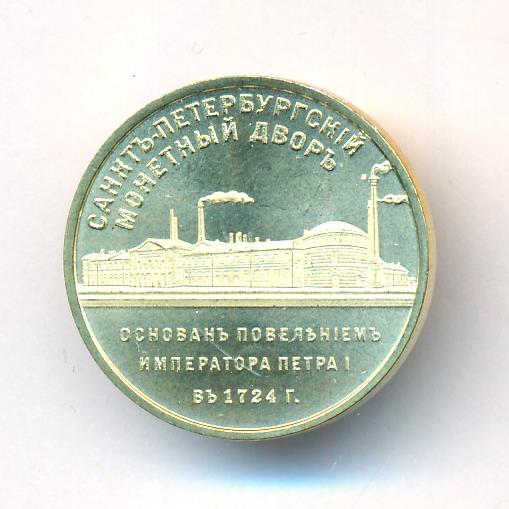 САНКТЪ-ПЕТЕРБУРГСКІЙ
МОНЕТНЫЙ ДВОРЪ
ОСНОВАНЪ ПОВЕЛѢНІЕМЪ
ИМПЕРАТОРА ПЕТРА I
ВЪ 1724 Г.